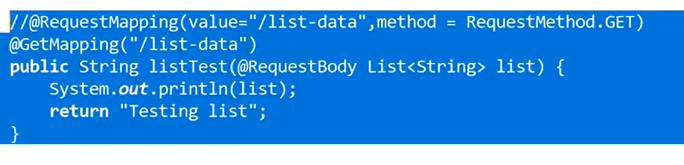 //@RequestMapping(value="/list-data",method = RequestMethod.GET)
@GetMapping("/list-data")
public String listTest(@RequestBody List<String> list) {
    System.out.println(list);
    return "Testing list";
}